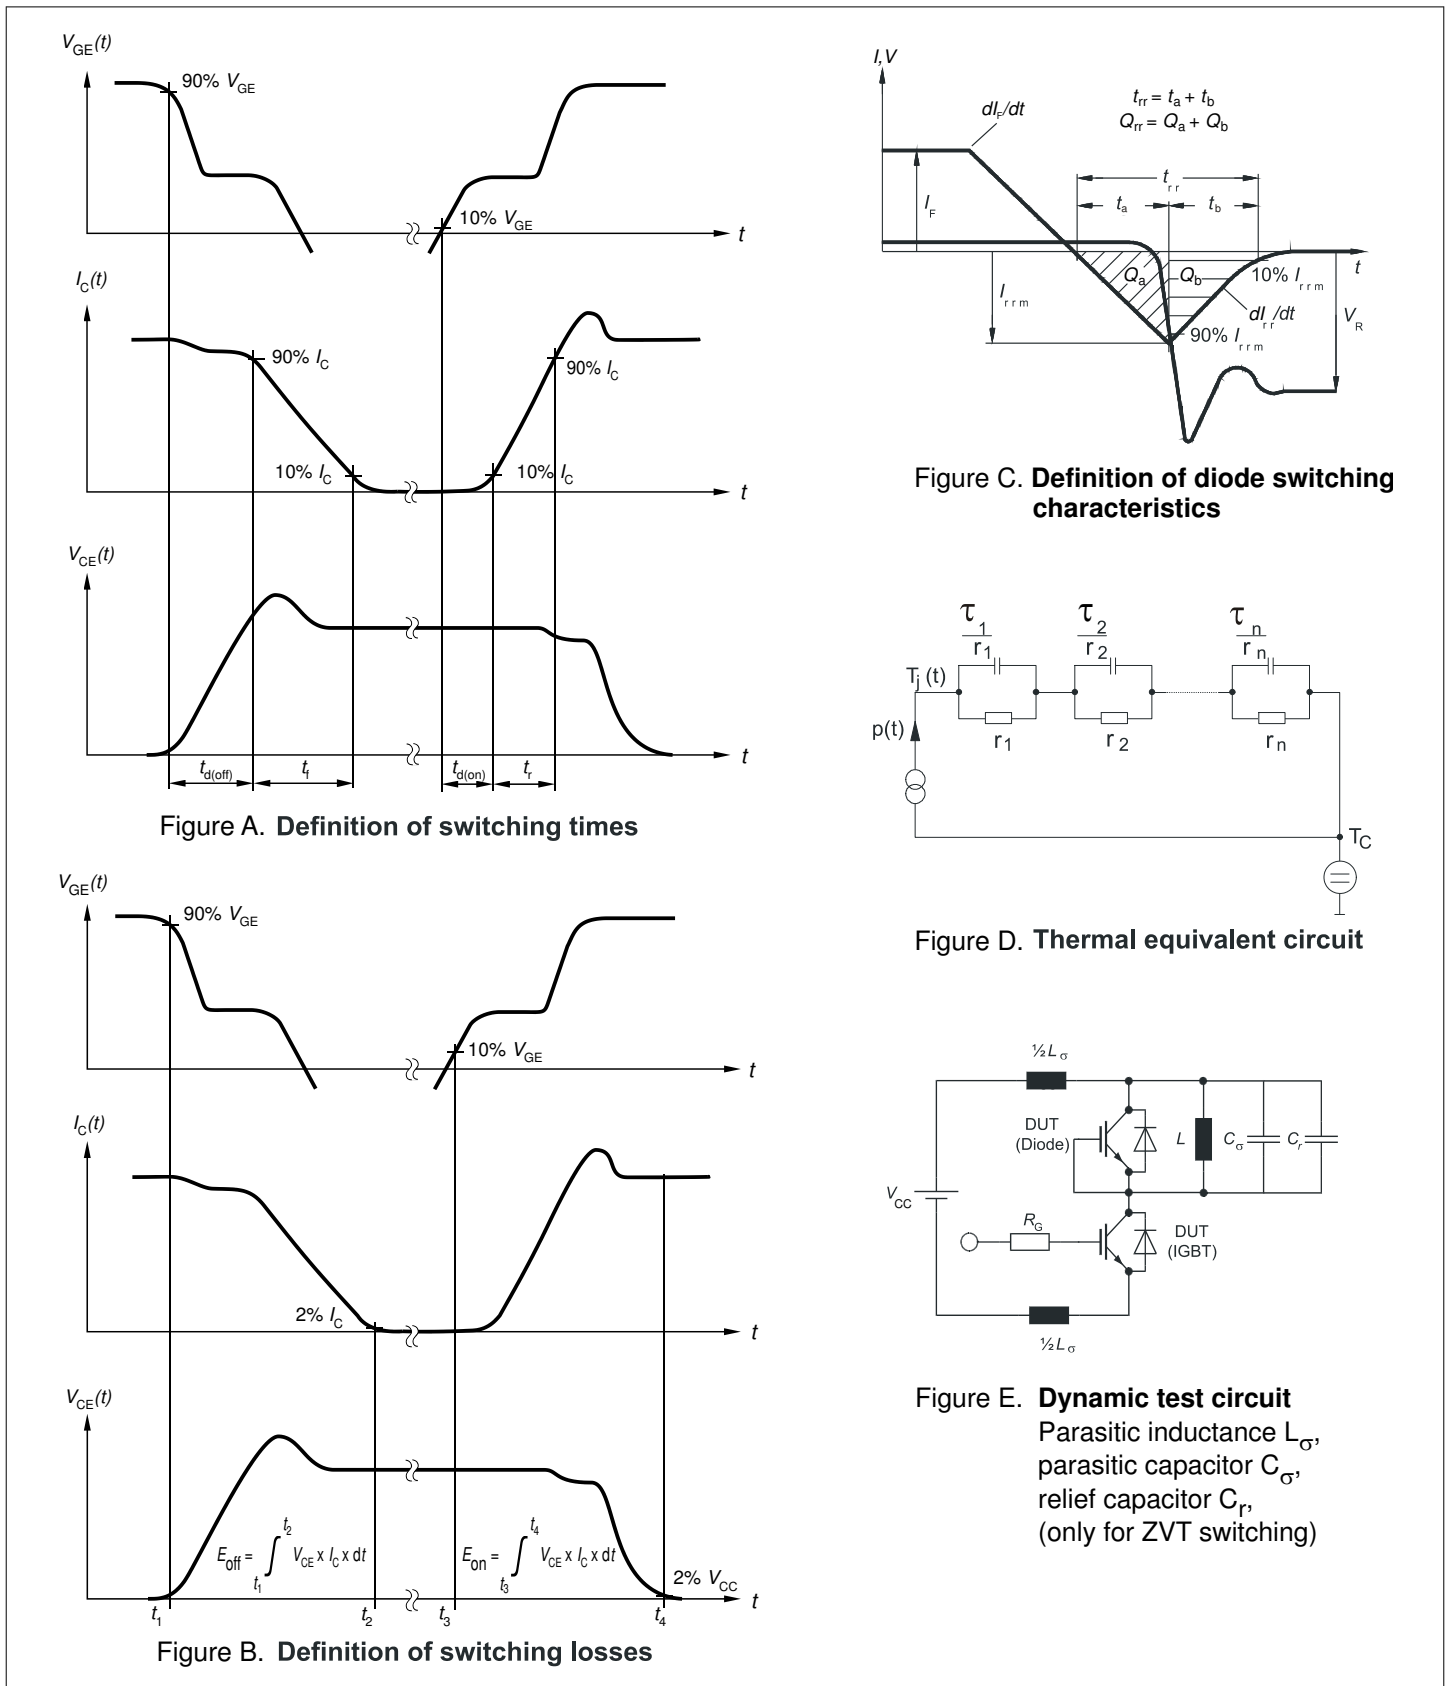 V_GE(t)
90% V_GE
10% V_GE
t
I_C(t)
90% I_C
90% I_C
10% I_C
10% I_C
t
V_CE(t)
t
t_d(off)
t_f
t_d(on)
t_r
Figure A. Definition of switching times
V_GE(t)
90% V_GE
10% V_GE
t
I_C(t)
2% I_C
t
V_CE(t)
E_off = ∫ t_1 t_2 V_CE x I_C x dt
E_on = ∫ t_3 t_4 V_CE x I_C x dt
2% V_CC
t
t_1
t_2
t_3
t_4
Figure B. Definition of switching losses
I,V
dI_F/dt
t_rr = t_a + t_b
Q_rr = Q_a + Q_b
t_rr
I_F
t_a
t_b
Q_a
Q_b
10% I_rrm
t
I_rrm
dI_rr/dt
90% I_rrm
V_R
Figure C. Definition of diode switching
characteristics
τ_1
r_1
τ_2
r_2
τ_n
r_n
T_j(t)
p(t)
r_1
r_2
r_n
T_C
Figure D. Thermal equivalent circuit
½L_σ
DUT
(Diode)
L
C_σ
C_r
V_CC
R_G
DUT
(IGBT)
½L_σ
Figure E. Dynamic test circuit
Parasitic inductance L_σ,
parasitic capacitor C_σ,
relief capacitor C_r,
(only for ZVT switching)